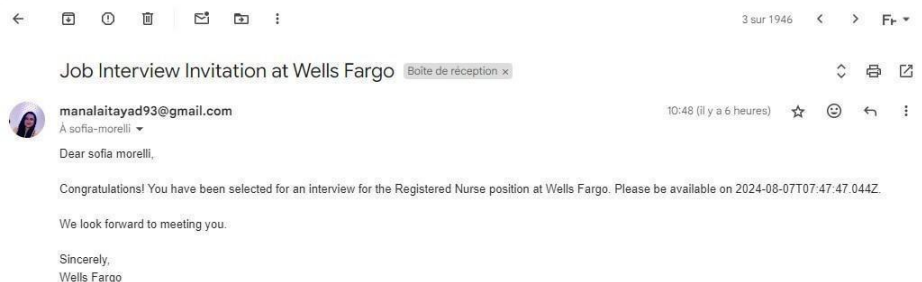 3 sur 1946
Fr
Job Interview Invitation at Wells Fargo Boîte de réception ×
manalaitayad93@gmail.com 10:48 (il y a 6 heures)
À sofia-morelli
Dear sofia morelli,
Congratulations! You have been selected for an interview for the Registered Nurse position at Wells Fargo. Please be available on 2024-08-07T07:47:47.044Z.
We look forward to meeting you.
Sincerely,
Wells Fargo